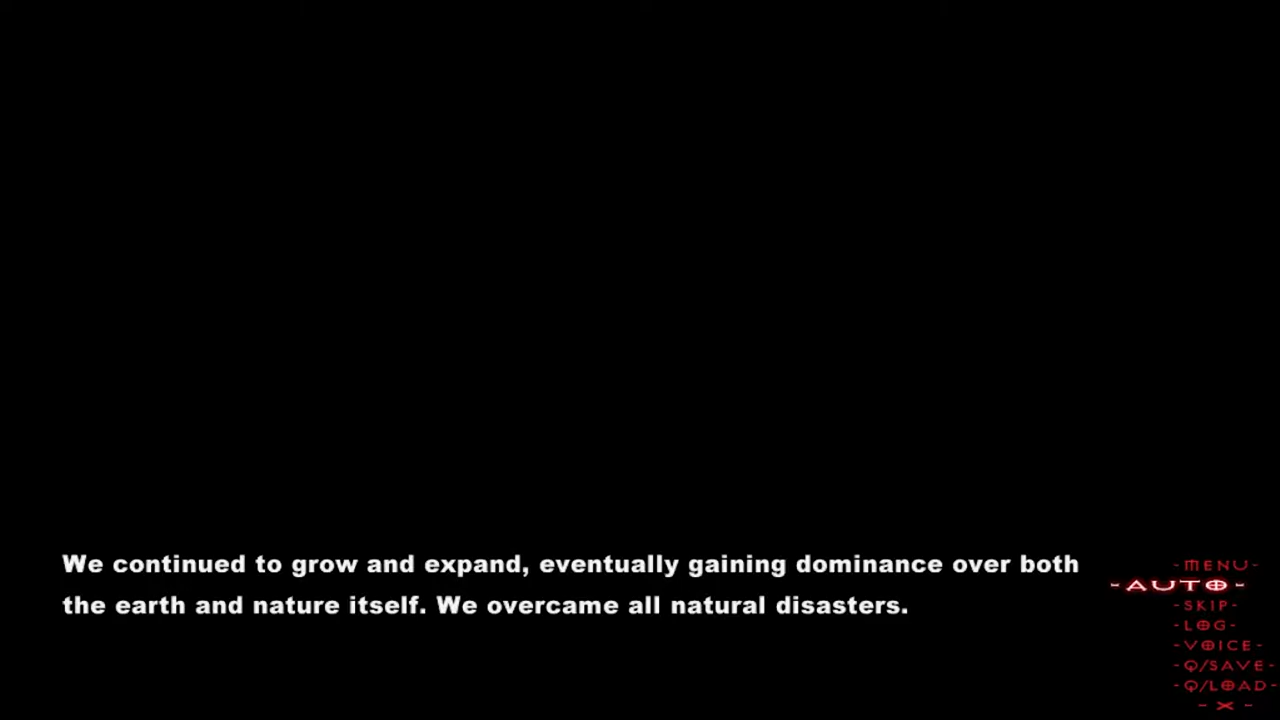 We continued to grow and expand, eventually gaining dominance over both
the earth and nature itself. We overcame all natural disasters.
-MENU-
-AUTO-
-SKIP-
-LOG-
-VOICE-
-Q/SAVE-
-Q/LOAD-
-X-